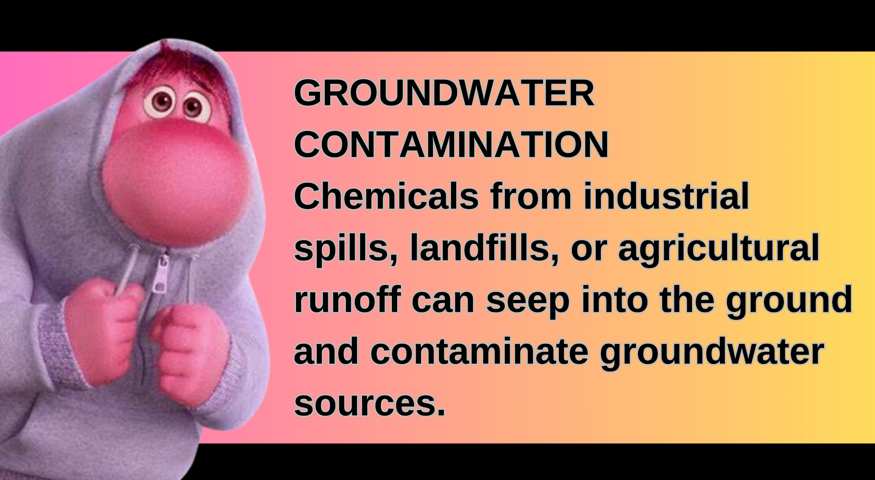 GROUNDWATER
CONTAMINATION
Chemicals from industrial
spills, landfills, or agricultural
runoff can seep into the ground
and contaminate groundwater
sources.